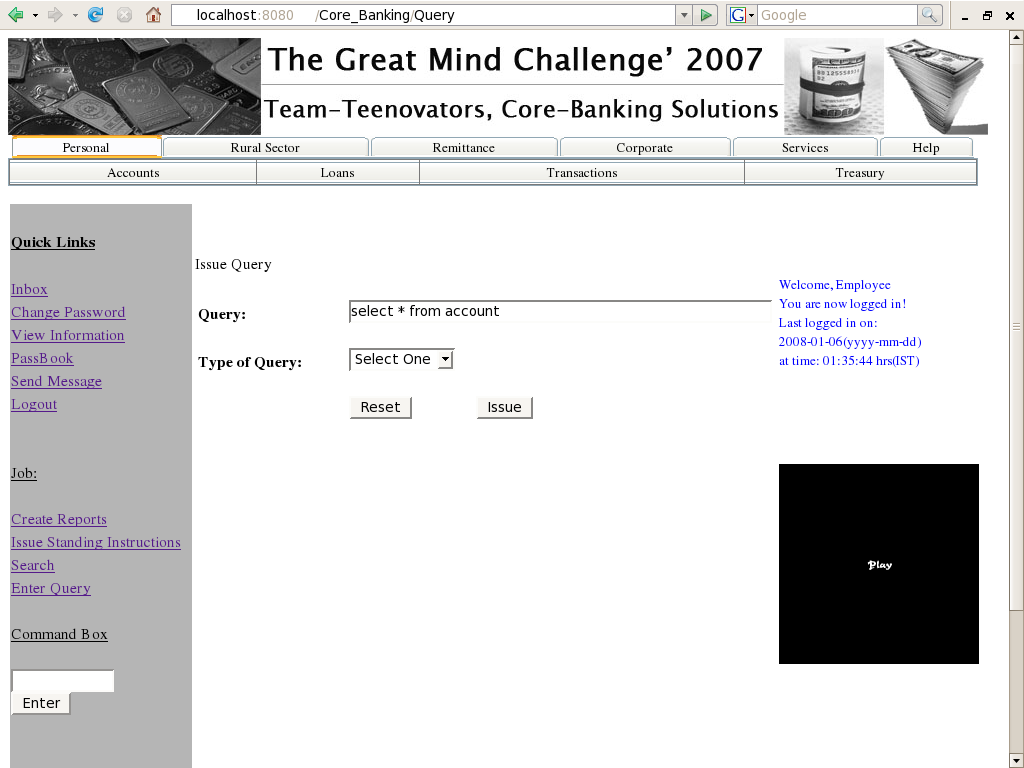 localhost:8080 /Core_Banking/Query
G Google
The Great Mind Challenge' 2007
Team-Teenovators, Core-Banking Solutions
Personal Rural Sector Remittance Corporate Services Help
Accounts Loans Transactions Treasury
Quick Links
Inbox
Change Password
View Information
PassBook
Send Message
Logout
Job:
Create Reports
Issue Standing Instructions
Search
Enter Query
Command Box
Enter
Issue Query
Query: select * from account
Type of Query: Select One
Reset Issue
Welcome, Employee
You are now logged in!
Last logged in on:
2008-01-06(yyyy-mm-dd)
at time: 01:35:44 hrs(IST)
Play